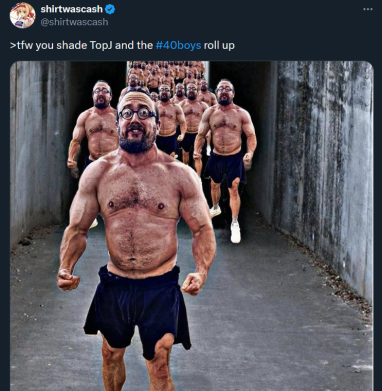 shirtwascash
@shirtwascash
>tfw you shade TopJ and the #40boys roll up